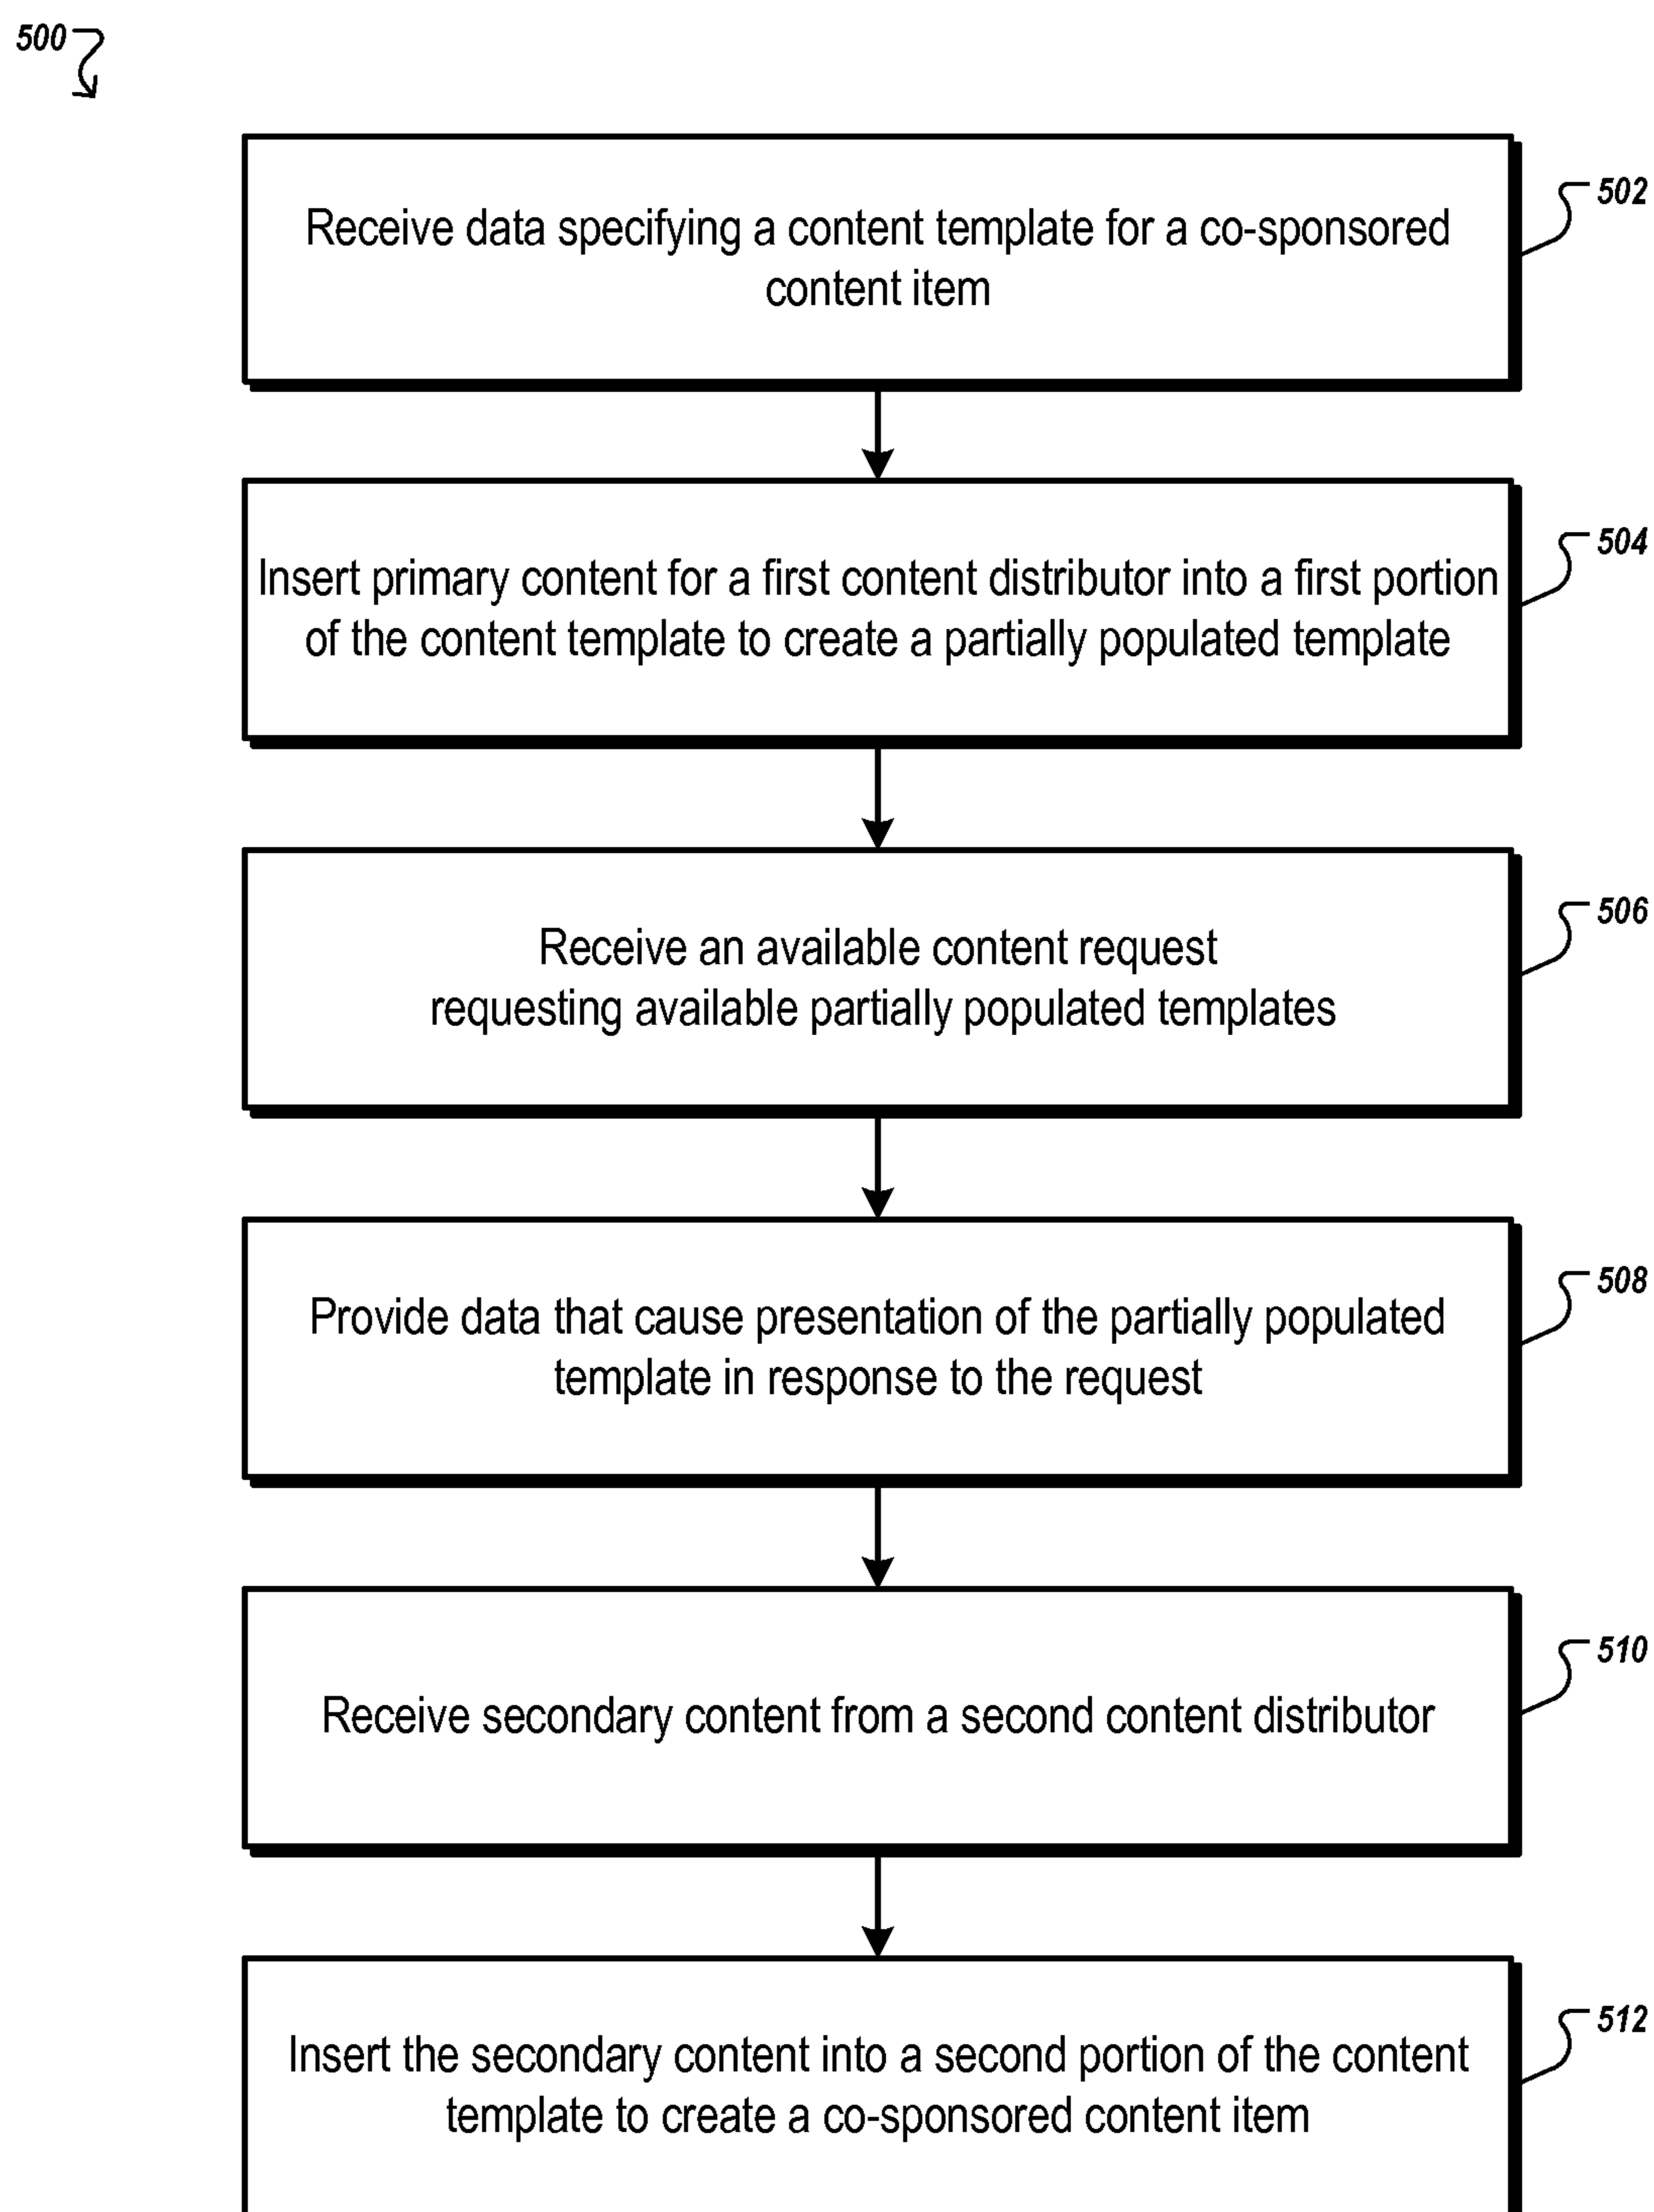 500
Receive data specifying a content template for a co-sponsored
content item
502
Insert primary content for a first content distributor into a first portion
of the content template to create a partially populated template
504
Receive an available content request
requesting available partially populated templates
506
Provide data that cause presentation of the partially populated
template in response to the request
508
Receive secondary content from a second content distributor
510
Insert the secondary content into a second portion of the content
template to create a co-sponsored content item
512